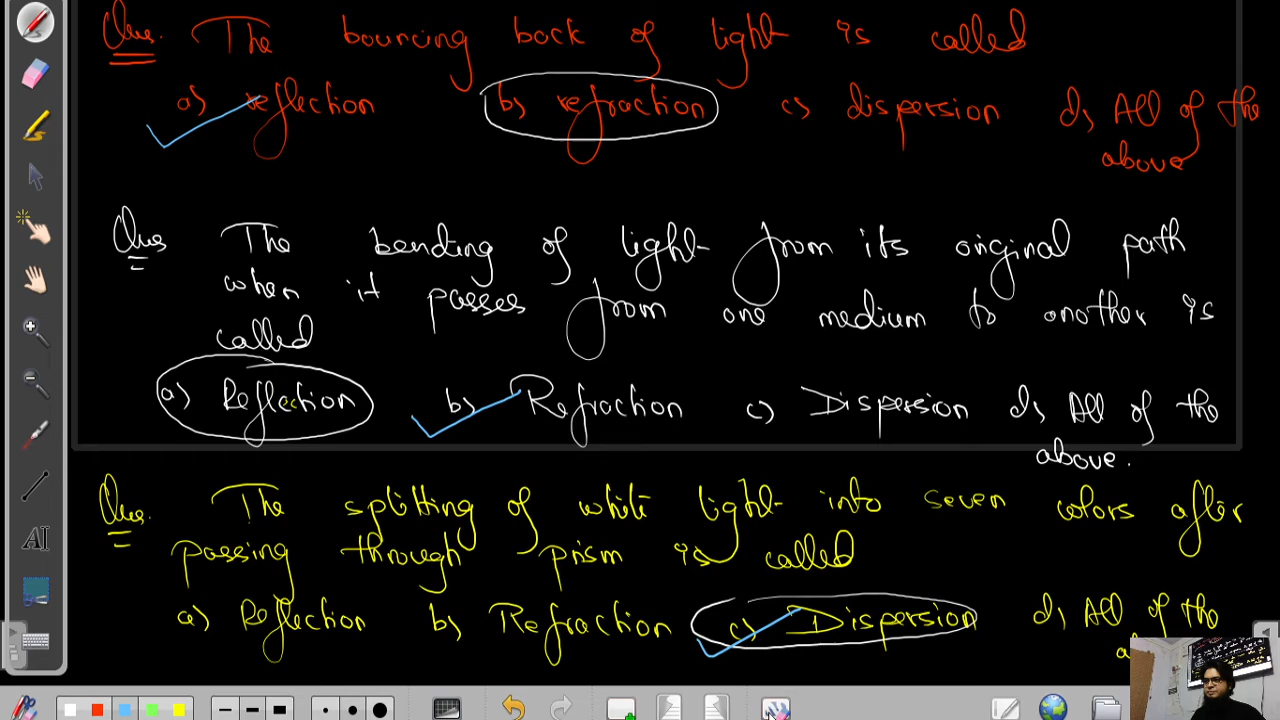 Ques. The bouncing back of light is called
a) reflection b) refraction c) dispersion d) All of the
above
Ques The bending of light from its original path
when it passes from one medium to another is
called
a) Reflection b) Refraction c) Dispersion d) All of the
above.
Ques. The splitting of white light into seven colors after
passing through prism is called
a) Reflection b) Refraction c) Dispersion d) All of the